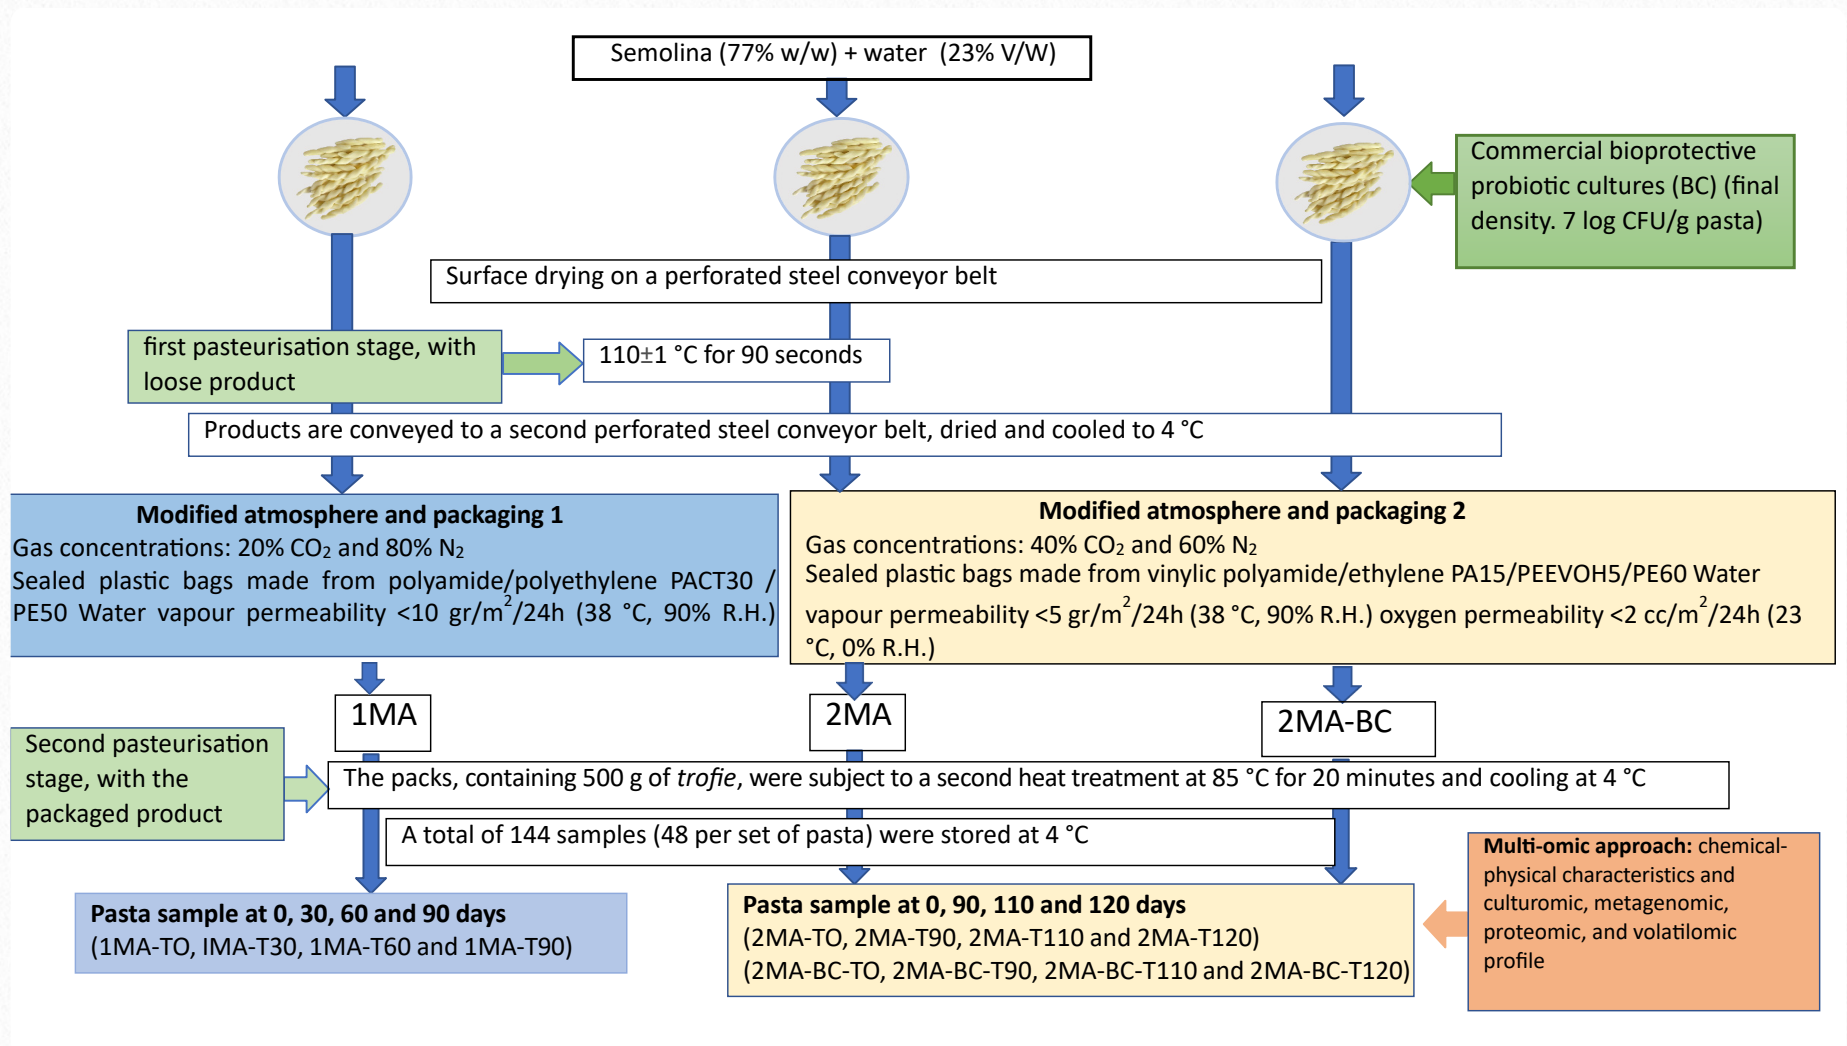 Semolina (77% w/w) + water  (23% V/W)
Commercial bioprotective
probiotic cultures (BC) (final
density. 7 log CFU/g pasta)
Surface drying on a perforated steel conveyor belt
first pasteurisation stage, with
loose product
110±1 °C for 90 seconds
Products are conveyed to a second perforated steel conveyor belt, dried and cooled to 4 °C
Modified atmosphere and packaging 1
Gas concentrations: 20% CO₂ and 80% N₂
Sealed plastic bags made from polyamide/polyethylene PACT30 /
PE50 Water vapour permeability <10 gr/m²/24h (38 °C, 90% R.H.)
Modified atmosphere and packaging 2
Gas concentrations: 40% CO₂ and 60% N₂
Sealed plastic bags made from vinylic polyamide/ethylene PA15/PEEVOH5/PE60 Water
vapour permeability <5 gr/m²/24h (38 °C, 90% R.H.) oxygen permeability <2 cc/m²/24h (23
°C, 0% R.H.)
1MA
2MA
2MA-BC
Second pasteurisation
stage, with the
packaged product
The packs, containing 500 g of trofie, were subject to a second heat treatment at 85 °C for 20 minutes and cooling at 4 °C
A total of 144 samples (48 per set of pasta) were stored at 4 °C
Pasta sample at 0, 30, 60 and 90 days
(1MA-TO, IMA-T30, 1MA-T60 and 1MA-T90)
Pasta sample at 0, 90, 110 and 120 days
(2MA-TO, 2MA-T90, 2MA-T110 and 2MA-T120)
(2MA-BC-TO, 2MA-BC-T90, 2MA-BC-T110 and 2MA-BC-T120)
Multi-omic approach: chemical-
physical characteristics and
culturomic, metagenomic,
proteomic, and volatilomic
profile